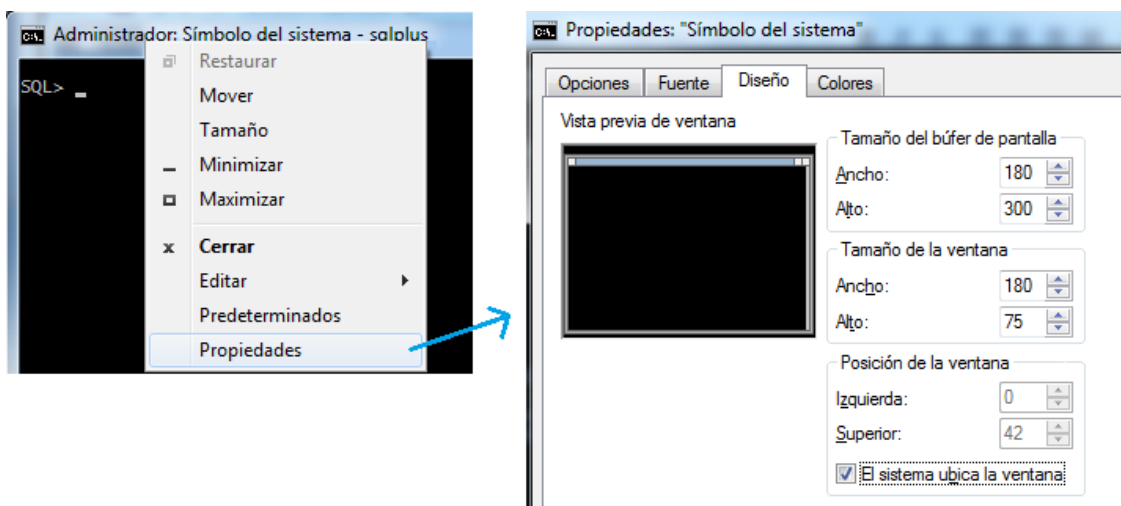 Administrador: Símbolo del sistema - sqlplus
SQL> _
Restaurar
Mover
Tamaño
Minimizar
Maximizar
Cerrar
Editar
Predeterminados
Propiedades
Propiedades: "Símbolo del sistema"
Opciones Fuente Diseño Colores
Vista previa de ventana
Tamaño del búfer de pantalla
Ancho: 180
Alto: 300
Tamaño de la ventana
Ancho: 180
Alto: 75
Posición de la ventana
Izquierda: 0
Superior: 42
El sistema ubica la ventana